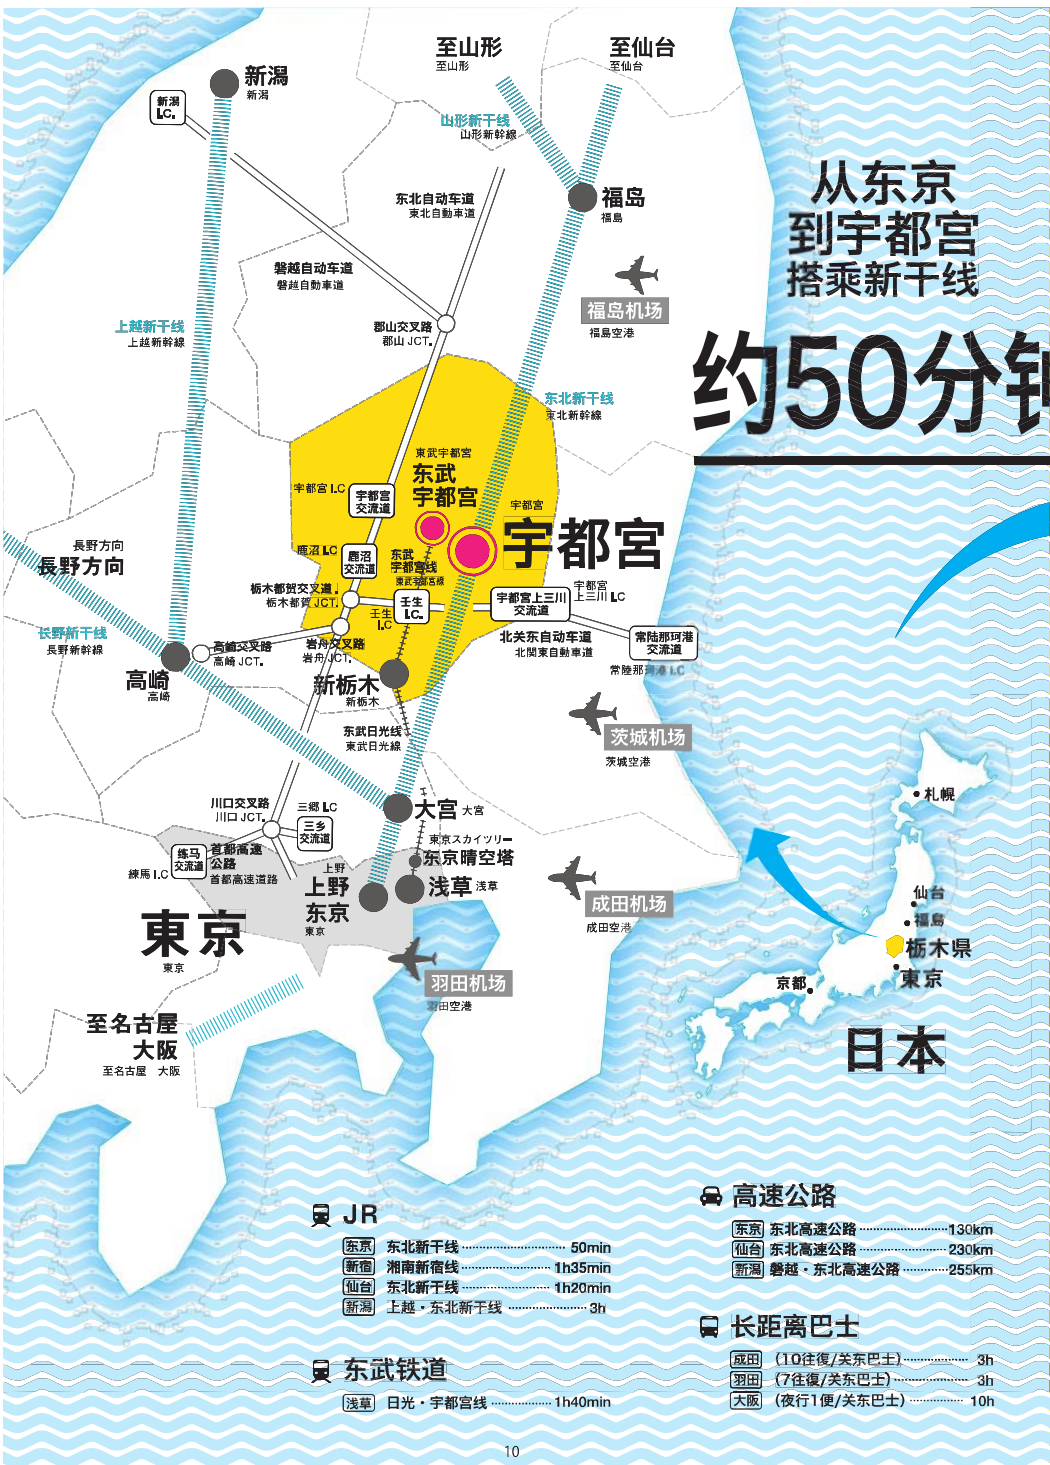 至山形
至山形
至仙台
至仙台
新潟
新潟
新潟
I.C.
山形新干线
山形新幹線
东北自动车道
東北自動車道
福岛
福島
从东京
到宇都宫
搭乘新干线
约50分钟
磐越自动车道
磐越自動車道
福岛机场
福島空港
上越新干线
上越新幹線
郡山交叉路
郡山 JCT.
东北新干线
東北新幹線
東武宇都宮
东武
宇都宫
宇都宮 I.C
宇都宫
交流道
宇都宮
宇都宮
長野方向
長野方向
鹿沼 I.C
鹿沼
交流道
东武
宇都宫线
東武宇都宮線
栃木都贺交叉道
栃木都賀 JCT.
壬生
I.C
壬生
I.C.
宇都宫上三川
交流道
宇都宮
上三川 I.C
长野新干线
長野新幹線
高崎交叉路
高崎 JCT.
岩舟交叉路
岩舟 JCT.
北关东自动车道
北関東自動車道
常陆那珂港
交流道
常陸那珂港 I.C
高崎
高崎
新栃木
新栃木
东武日光线
東武日光線
茨城机场
茨城空港
川口交叉路
川口 JCT.
三郷 I.C
三乡
交流道
大宫
大宮
東京スカイツリー
东京晴空塔
练马
交流道
練馬 I.C
首都高速
公路
首都高速道路
上野
上野
东京
東京
浅草
浅草
成田机场
成田空港
東京
東京
羽田机场
羽田空港
至名古屋
大阪
至名古屋 大阪
札幌
仙台
福島
栃木県
東京
京都
日本
JR
东京 东北新干线 50min
新宿 湘南新宿线 1h35min
仙台 东北新干线 1h20min
新潟 上越・东北新干线 3h
东武铁道
浅草 日光・宇都宫线 1h40min
高速公路
东京 东北高速公路 130km
仙台 东北高速公路 230km
新潟 磐越・东北高速公路 255km
长距离巴士
成田 （10往復/关东巴士） 3h
羽田 （7往復/关东巴士） 3h
大阪 （夜行1便/关东巴士） 10h
10